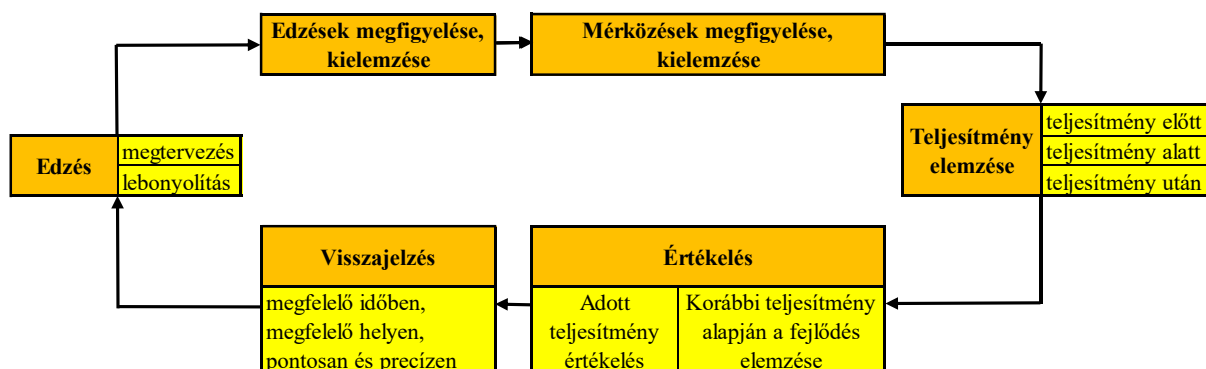 Edzések megfigyelése,
kielemzése
Mérkőzések megfigyelése,
kielemzése
Teljesítmény
elemzése
teljesítmény előtt
teljesítmény alatt
teljesítmény után
Edzés
megtervezés
lebonyolítás
Visszajelzés
megfelelő időben,
megfelelő helyen,
pontosan és precízen
Értékelés
Adott
teljesítmény
értékelés
Korábbi teljesítmény
alapján a fejlődés
elemzése